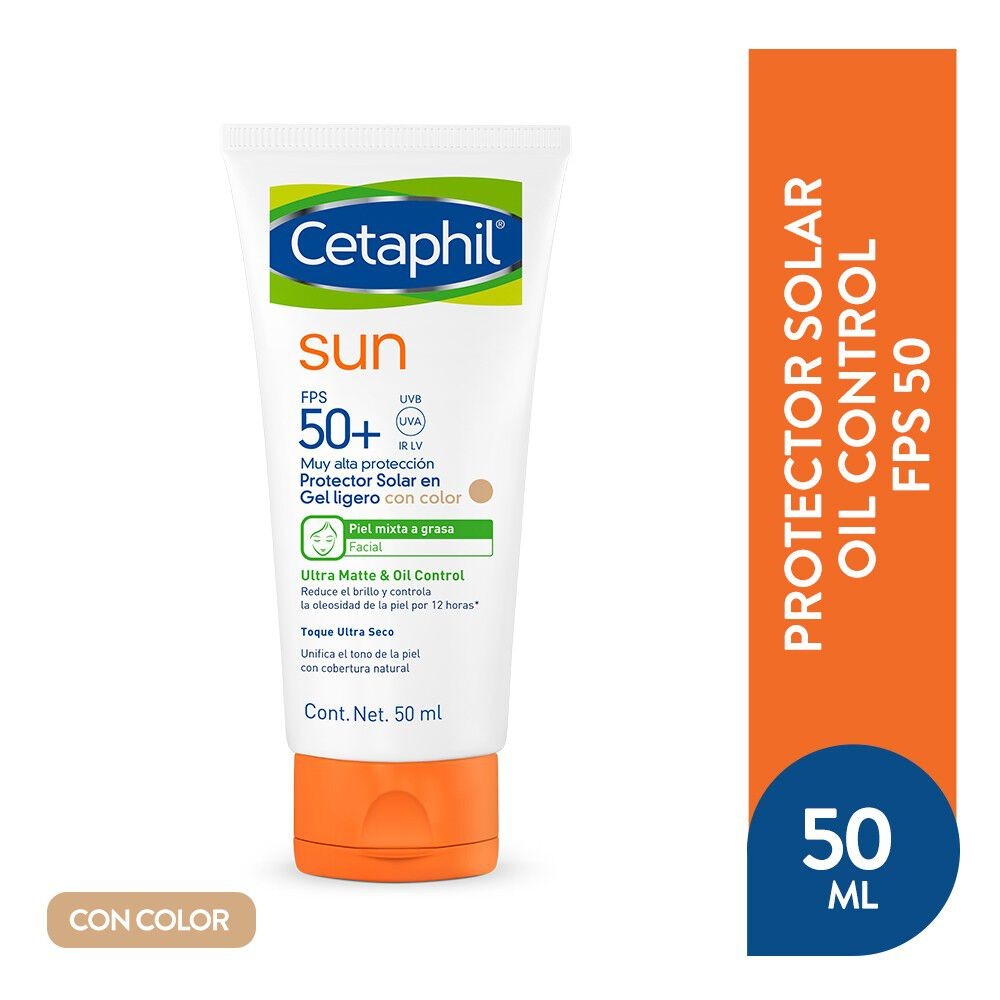 Cetaphil®
sun
FPS
50+
UVB
UVA
IR LV
Muy alta protección
Protector Solar en
Gel ligero con color
Piel mixta a grasa
Facial
Ultra Matte & Oil Control
Reduce el brillo y controla
la oleosidad de la piel por 12 horas*
Toque Ultra Seco
Unifica el tono de la piel
con cobertura natural
Cont. Net. 50 ml
CON COLOR
PROTECTOR SOLAR
OIL CONTROL
FPS 50
50
ML